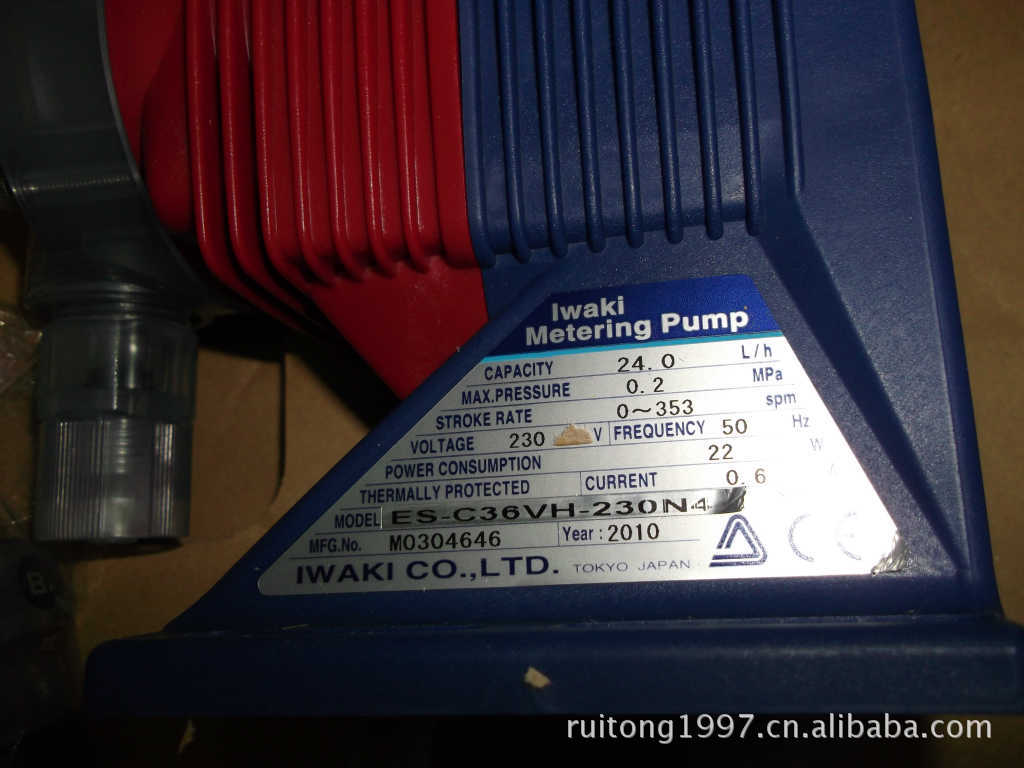 Iwaki
Metering Pump
CAPACITY 24.0 L/h
MAX.PRESSURE 0.2 MPa
STROKE RATE 0~353 spm
VOLTAGE 230 V FREQUENCY 50 Hz
POWER CONSUMPTION 22 W
THERMALLY PROTECTED CURRENT 0.6
MODEL ES-C36VH-230N4
MFG.No. M0304646 Year : 2010
IWAKI CO.,LTD. TOKYO JAPAN CE
B
ruitong1997.cn.alibaba.com